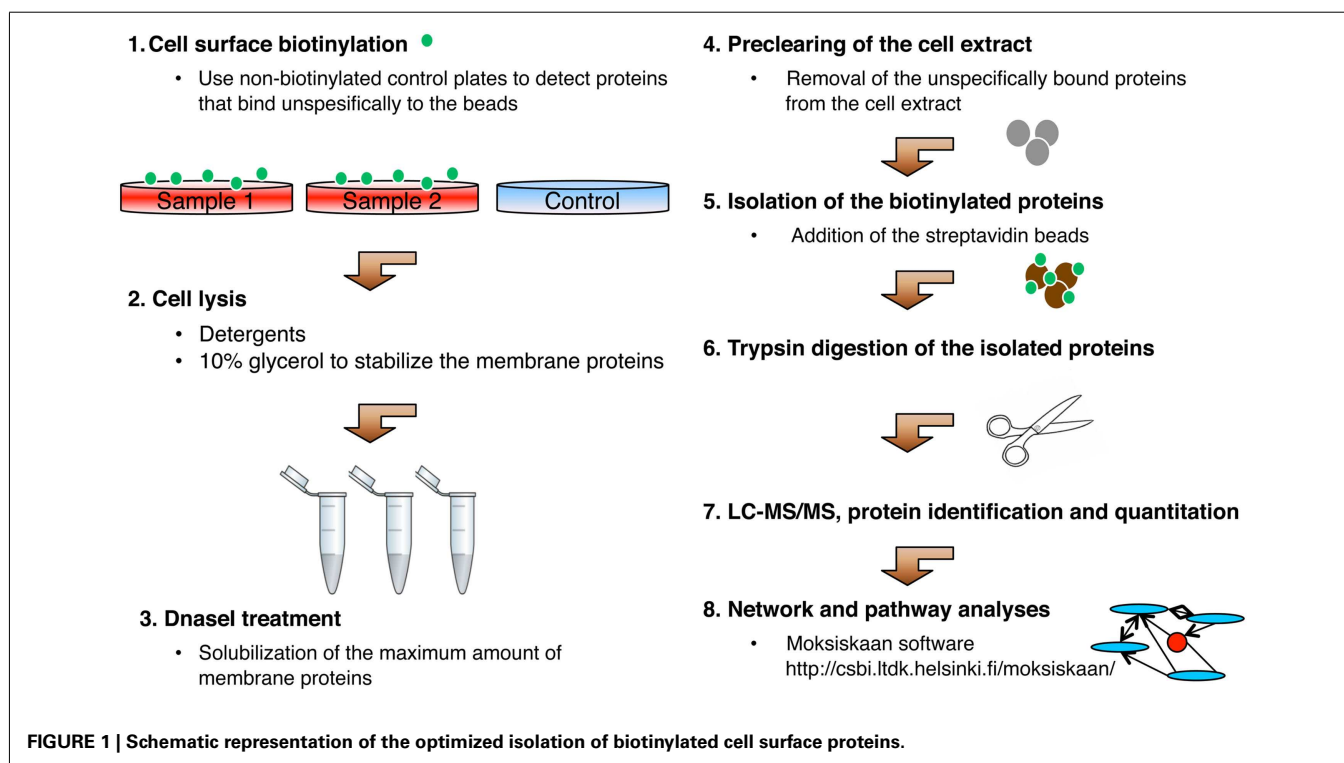 1. Cell surface biotinylation
• Use non-biotinylated control plates to detect proteins
that bind unspesifically to the beads
Sample 1
Sample 2
Control
2. Cell lysis
• Detergents
• 10% glycerol to stabilize the membrane proteins
3. Dnasel treatment
• Solubilization of the maximum amount of
membrane proteins
4. Preclearing of the cell extract
• Removal of the unspecifically bound proteins
from the cell extract
5. Isolation of the biotinylated proteins
• Addition of the streptavidin beads
6. Trypsin digestion of the isolated proteins
7. LC-MS/MS, protein identification and quantitation
8. Network and pathway analyses
• Moksiskaan software
http://csbi.ltdk.helsinki.fi/moksiskaan/
FIGURE 1 | Schematic representation of the optimized isolation of biotinylated cell surface proteins.